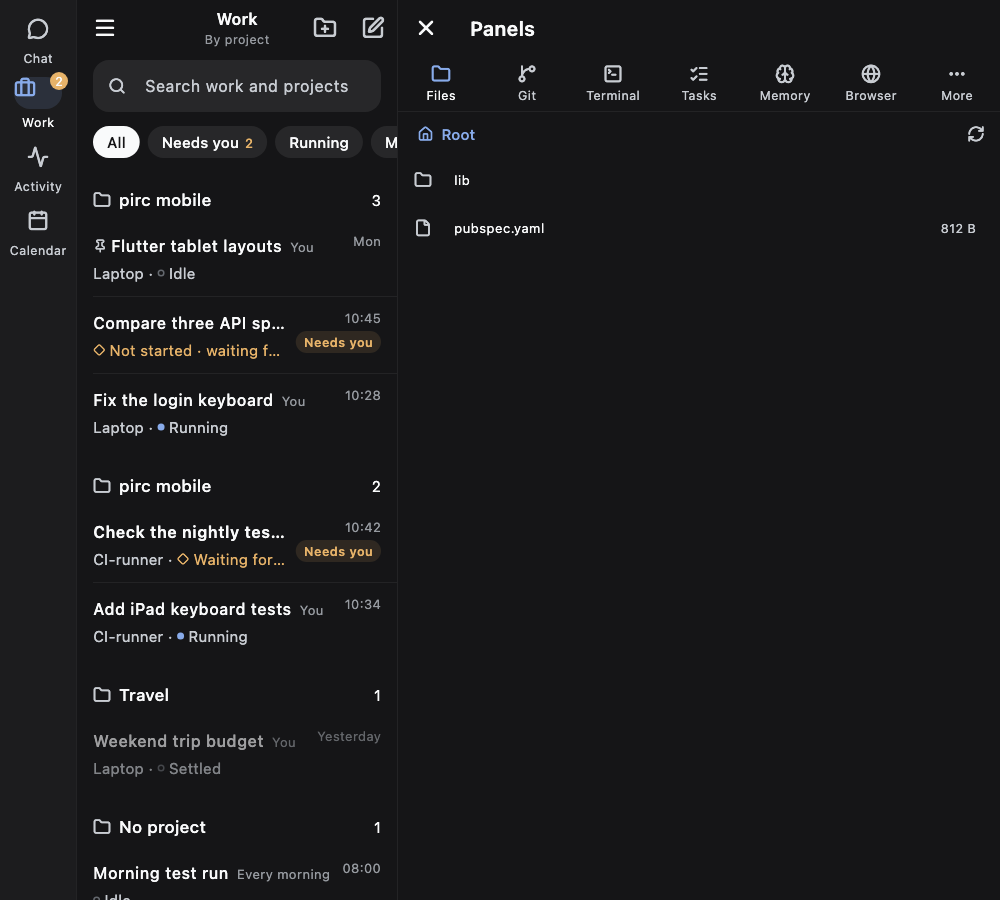 Chat
2
Work
Activity
Calendar
Work
By project
Search work and projects
All
Needs you 2
Running
M
pirc mobile 3
Flutter tablet layouts You Mon
Laptop · Idle
Compare three API sp... 10:45
Not started · waiting f... Needs you
Fix the login keyboard You 10:28
Laptop · Running
pirc mobile 2
Check the nightly tes... 10:42
CI-runner · Waiting for... Needs you
Add iPad keyboard tests You 10:34
CI-runner · Running
Travel 1
Weekend trip budget You Yesterday
Laptop · Settled
No project 1
Morning test run Every morning 08:00
Idle
Panels
Files
Git
Terminal
Tasks
Memory
Browser
More
Root
lib
pubspec.yaml 812 B